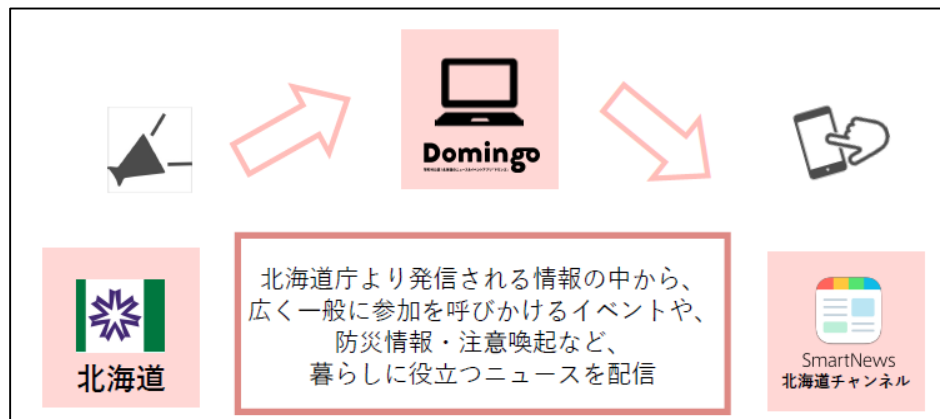 Domingo
北海道庁より発信される情報の中から、
広く一般に参加を呼びかけるイベントや、
防災情報・注意喚起など、
暮らしに役立つニュースを配信
北海道
SmartNews
北海道チャンネル